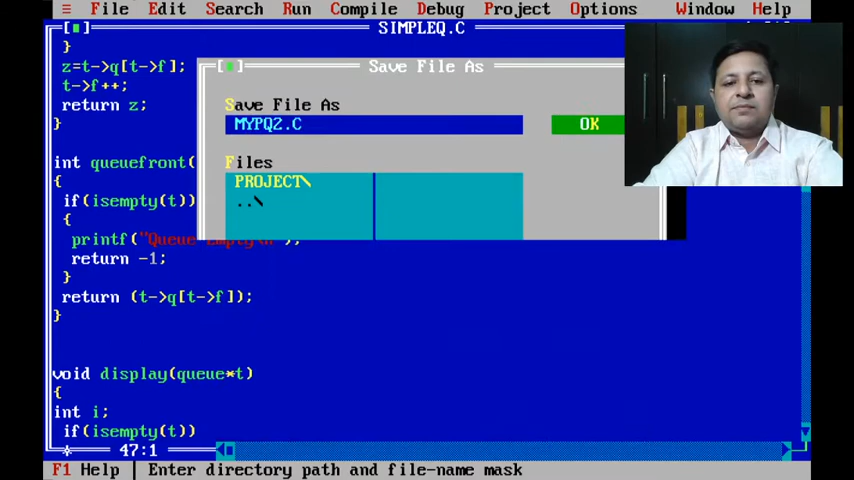 ≡ File Edit Search Run Compile Debug Project Options Window Help
SIMPLEQ.C
}
z=t->q[t->f];
t->f++;
return z;
}
int queuefront(
{
if(isempty(t))
{
printf("Queue empty\n");
return -1;
}
return (t->q[t->f]);
}
void display(queue*t)
{
int i;
if(isempty(t))
47:1
Save File As
Save File As
MYPQ2.C
OK
Files
PROJECT\
..\
F1 Help | Enter directory path and file-name mask